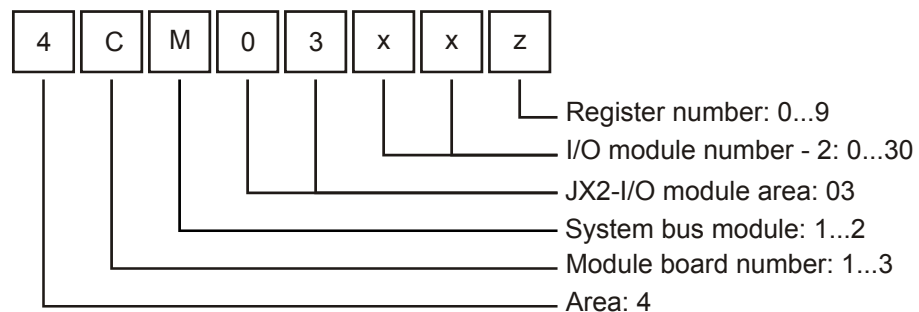 4 C M 0 3 x x z
Register number: 0...9
I/O module number - 2: 0...30
JX2-I/O module area: 03
System bus module: 1...2
Module board number: 1...3
Area: 4